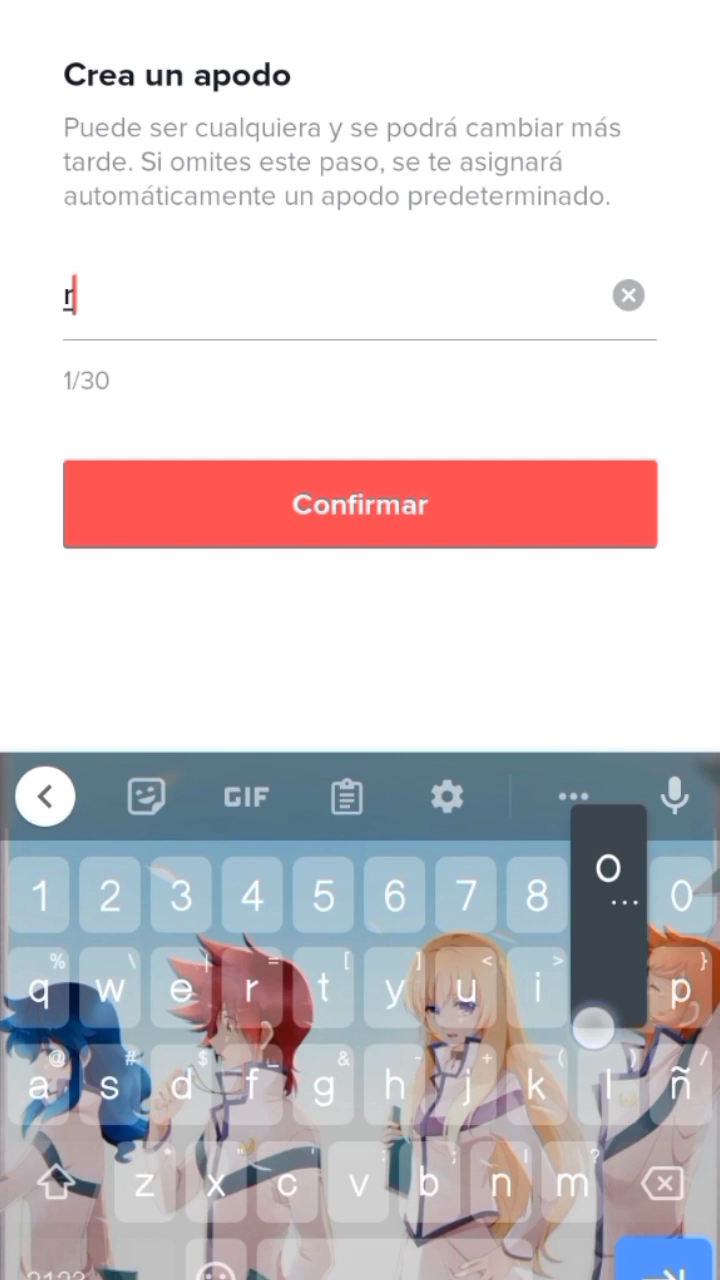 Crea un apodo
Puede ser cualquiera y se podrá cambiar más
tarde. Si omites este paso, se te asignará
automáticamente un apodo predeterminado.
r
1/30
Confirmar
GIF
o
...
1 2 3 4 5 6 7 8 0
% \ | = [ ] < > }
q w e r t y u i p
@ # $ _ & - + ( ) /
a s d f g h j k l ñ
* " ' : ; ! ?
z x c v b n m
?123